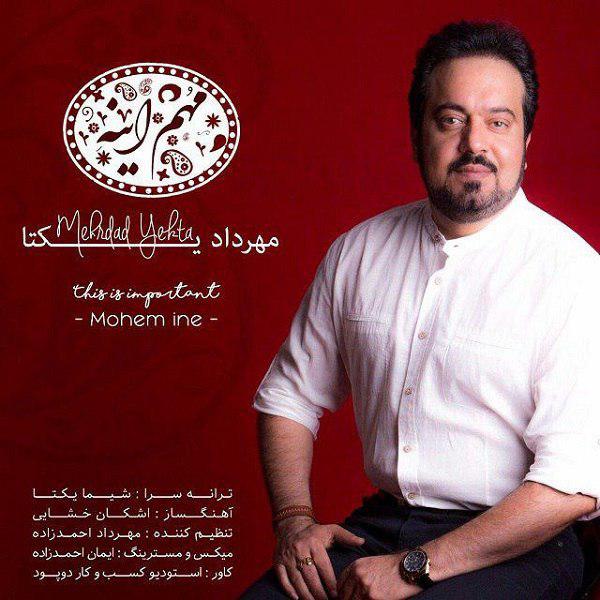 مهم اینه
Mehrdad Yekta
مهرداد یکتا
this is important
- Mohem ine -
ترانه سرا : شیما یکتا
آهنگساز : اشکان خشایی
تنظیم کننده : مهرداد احمدزاده
میکس و مسترینگ : ایمان احمدزاده
کاور : استودیو کسب و کار دوپود